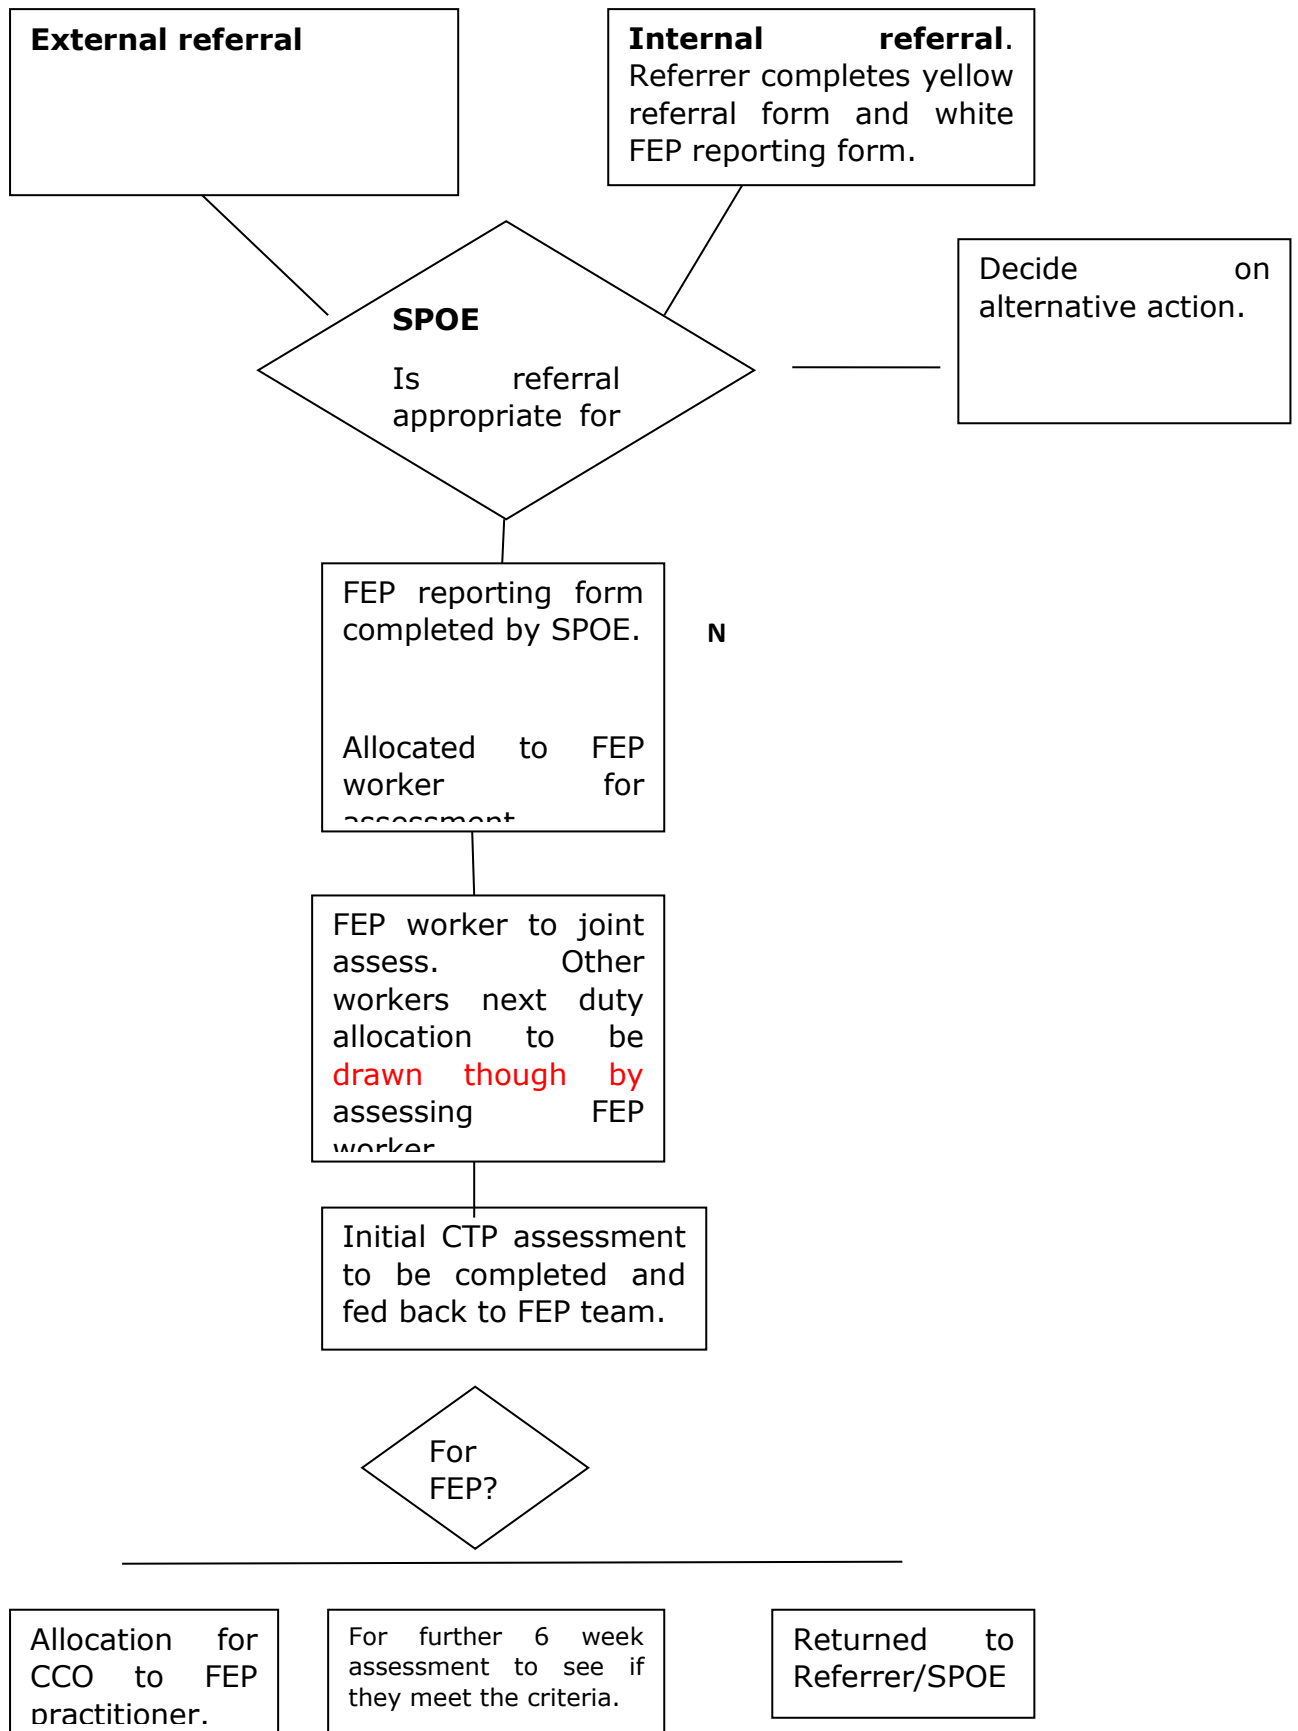 External referral
Internal referral.
Referrer completes yellow
referral form and white
FEP reporting form.
Decide on
alternative action.
SPOE
Is referral
appropriate for
FEP reporting form
completed by SPOE.
N
Allocated to FEP
worker for
assessment
FEP worker to joint
assess. Other
workers next duty
allocation to be
drawn though by
assessing FEP
worker
Initial CTP assessment
to be completed and
fed back to FEP team.
For
FEP?
Allocation for
CCO to FEP
practitioner.
For further 6 week
assessment to see if
they meet the criteria.
Returned to
Referrer/SPOE